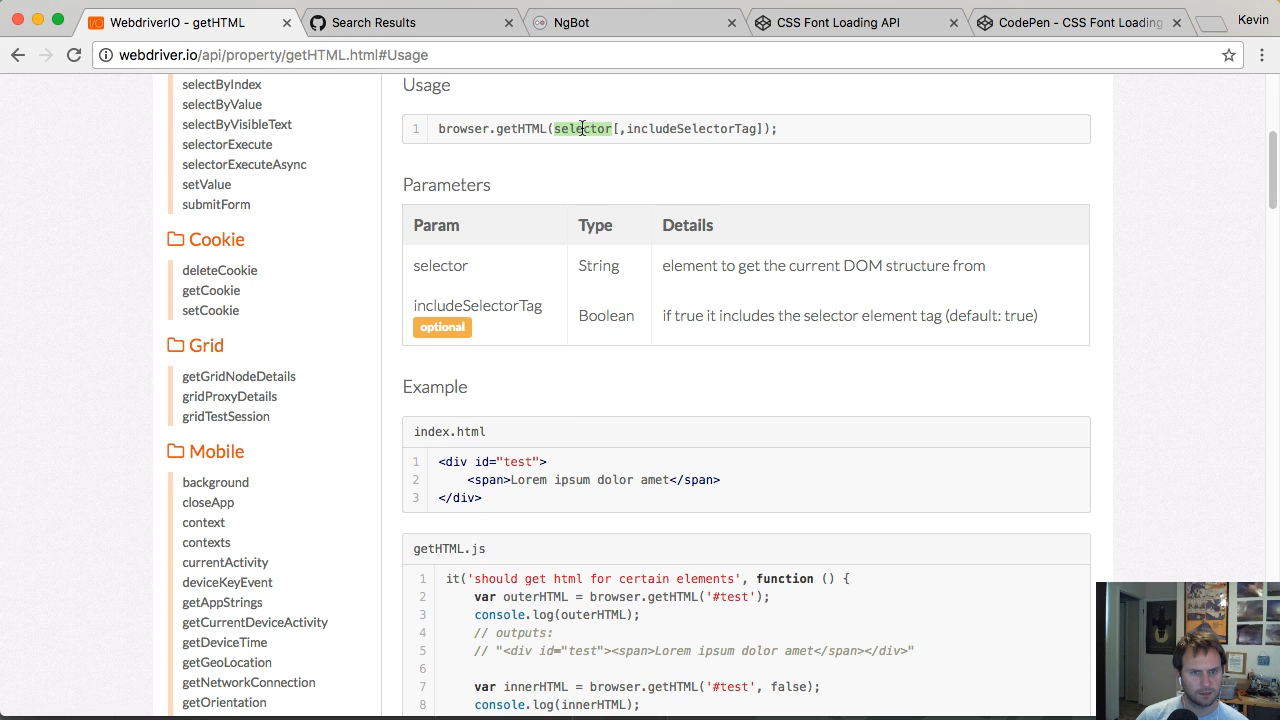 WebdriverIO - getHTML
Search Results
NgBot
CSS Font Loading API
CodePen - CSS Font Loading
Kevin
webdriver.io/api/property/getHTML.html#Usage
selectByIndex
selectByValue
selectByVisibleText
selectorExecute
selectorExecuteAsync
setValue
submitForm
Cookie
deleteCookie
getCookie
setCookie
Grid
getGridNodeDetails
gridProxyDetails
gridTestSession
Mobile
background
closeApp
context
contexts
currentActivity
deviceKeyEvent
getAppStrings
getCurrentDeviceActivity
getDeviceTime
getGeoLocation
getNetworkConnection
getOrientation
Usage
1 browser.getHTML(selector[,includeSelectorTag]);
Parameters
Param Type Details
selector String element to get the current DOM structure from
includeSelectorTag
optional
Boolean if true it includes the selector element tag (default: true)
Example
index.html
1 <div id="test">
2 <span>Lorem ipsum dolor amet</span>
3 </div>
getHTML.js
1 it('should get html for certain elements', function () {
2 var outerHTML = browser.getHTML('#test');
3 console.log(outerHTML);
4 // outputs:
5 // "<div id="test"><span>Lorem ipsum dolor amet</span></div>"
6
7 var innerHTML = browser.getHTML('#test', false);
8 console.log(innerHTML);